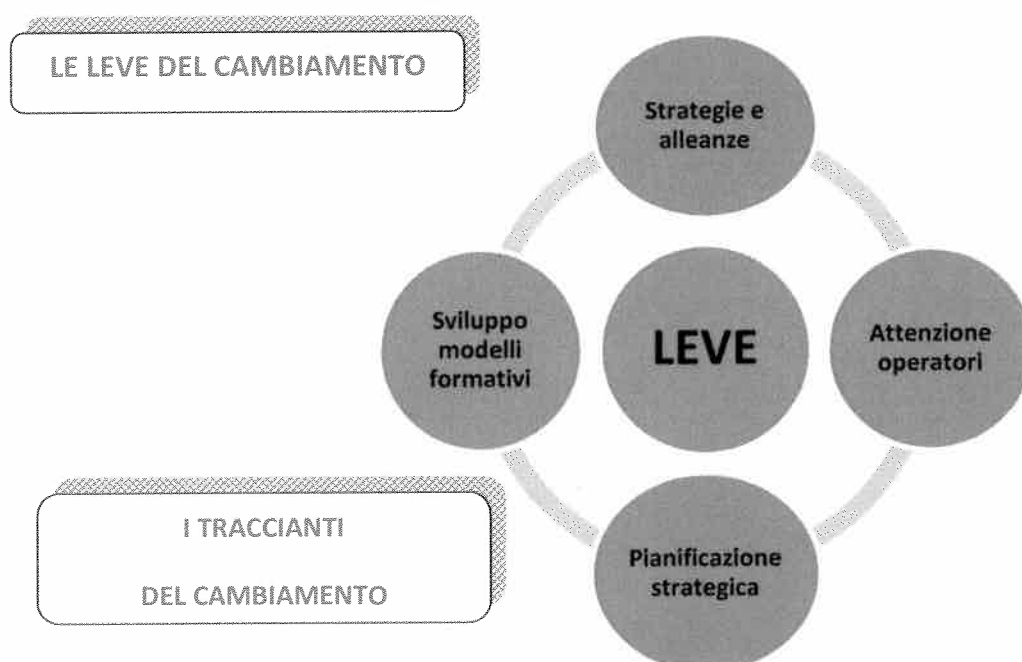 LE LEVE DEL CAMBIAMENTO
Strategie e
alleanze
Sviluppo
modelli
formativi
LEVE
Attenzione
operatori
Pianificazione
strategica
I TRACCIANTI
DEL CAMBIAMENTO